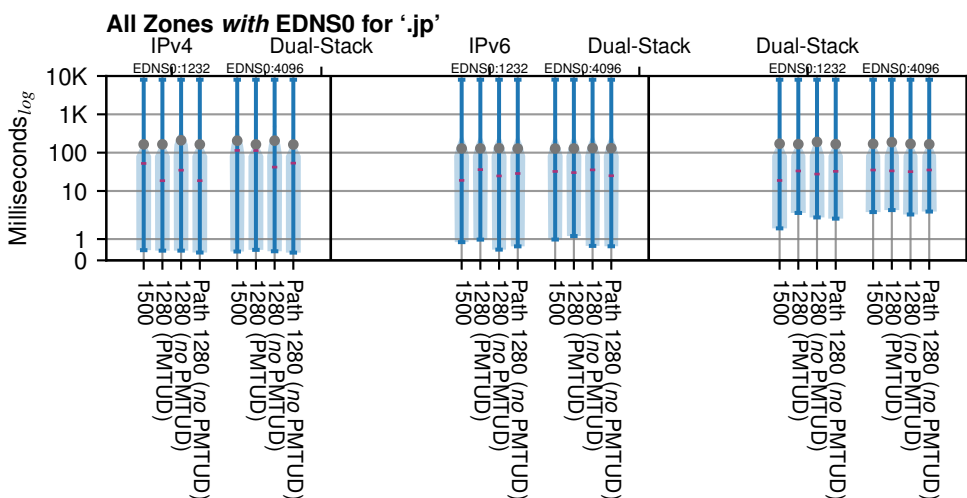 All Zones with EDNS0 for ‘.jp’
IPv4 Dual-Stack IPv6 Dual-Stack Dual-Stack
EDNS0:1232 EDNS0:4096 EDNS0:1232 EDNS0:4096 EDNS0:1232 EDNS0:4096
10K
1K
100
10
1
0
Milliseconds log
1500
1280 (PMTUD)
1280 (no PMTUD)
Path 1280 (no PMTUD)
1500
1280 (PMTUD)
1280 (no PMTUD)
Path 1280 (no PMTUD)
1500
1280 (PMTUD)
1280 (no PMTUD)
Path 1280 (no PMTUD)
1500
1280 (PMTUD)
1280 (no PMTUD)
Path 1280 (no PMTUD)
1500
1280 (PMTUD)
1280 (no PMTUD)
Path 1280 (no PMTUD)
1500
1280 (PMTUD)
1280 (no PMTUD)
Path 1280 (no PMTUD)